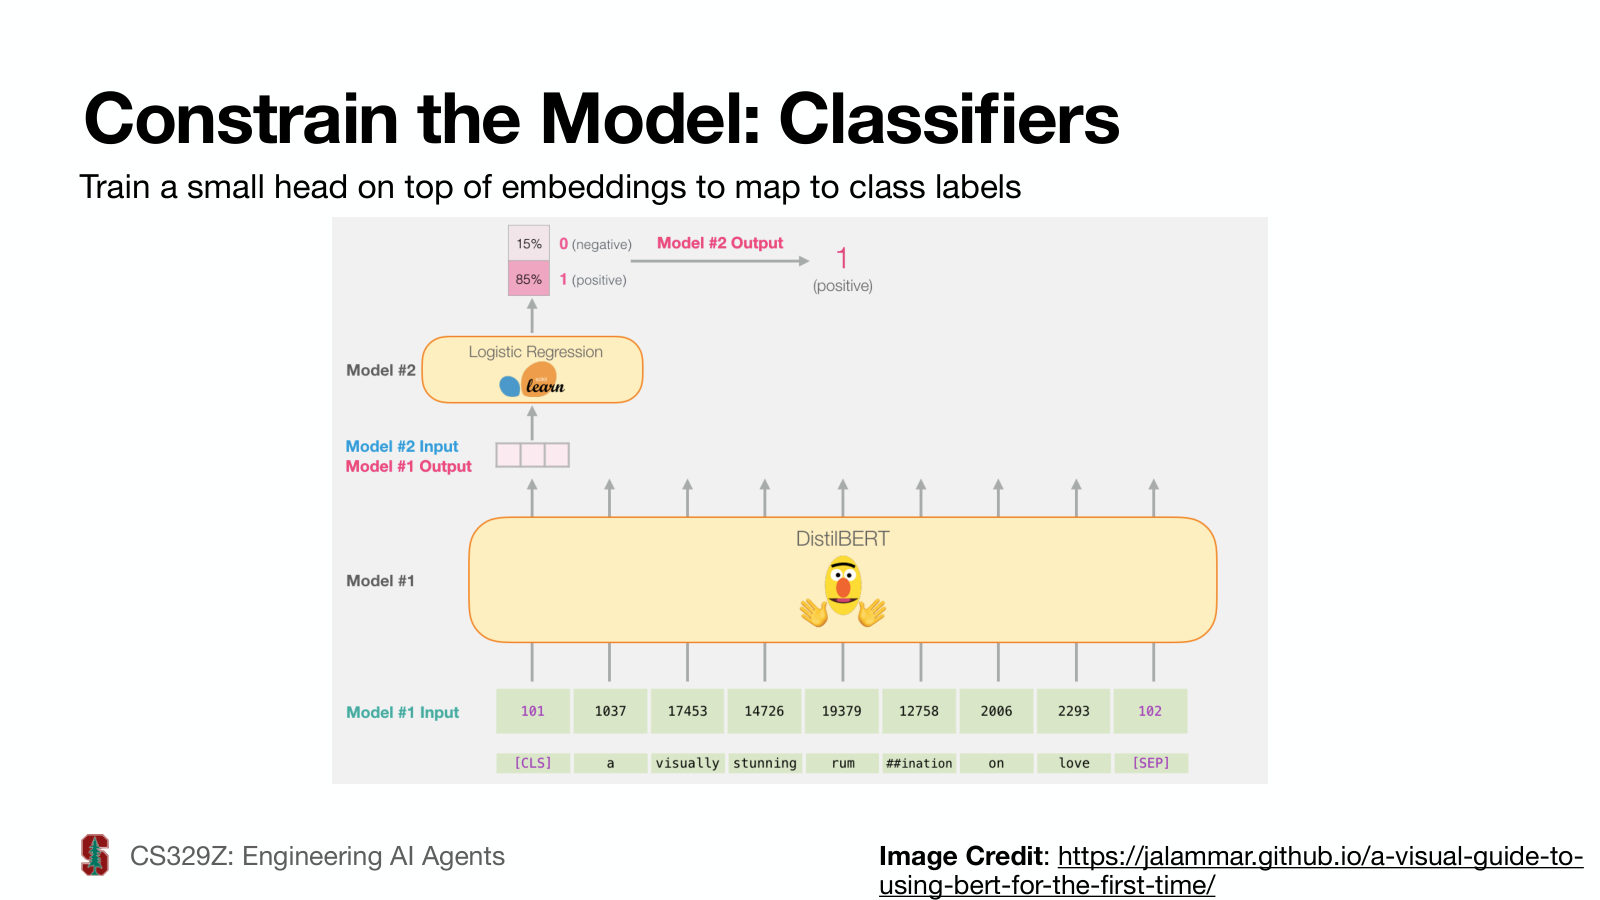 Constrain the Model: Classifiers
Train a small head on top of embeddings to map to class labels
15% 0 (negative) Model #2 Output 1
85% 1 (positive) (positive)
Logistic Regression
Model #2
learn
Model #2 Input
Model #1 Output
DistilBERT
Model #1
Model #1 Input 101 1037 17453 14726 19379 12758 2006 2293 102
[CLS] a visually stunning rum ##ination on love [SEP]
CS329Z: Engineering AI Agents
Image Credit: https://jalammar.github.io/a-visual-guide-to-
using-bert-for-the-first-time/